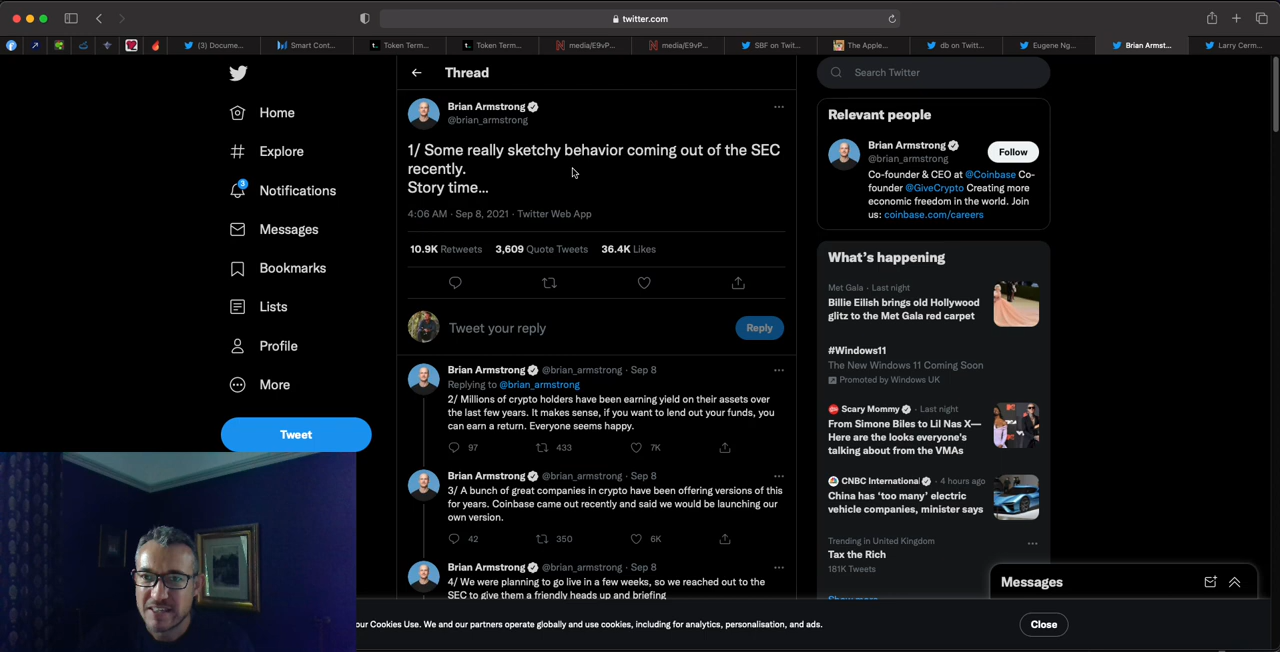 twitter.com
(3) Docume...
Smart Cont...
Token Term...
Token Term...
media/E9vP...
media/E9vP...
SBF on Twit...
The Apple...
db on Twitt...
Eugene Ng...
Brian Armst...
Larry Cerm...
Home
Explore
3
Notifications
Messages
Bookmarks
Lists
Profile
More
Tweet
Thread
Brian Armstrong
@brian_armstrong
1/ Some really sketchy behavior coming out of the SEC
recently.
Story time...
4:06 AM · Sep 8, 2021 · Twitter Web App
10.9K Retweets 3,609 Quote Tweets 36.4K Likes
Tweet your reply
Reply
Brian Armstrong @brian_armstrong · Sep 8
Replying to @brian_armstrong
2/ Millions of crypto holders have been earning yield on their assets over
the last few years. It makes sense, if you want to lend out your funds, you
can earn a return. Everyone seems happy.
97 433 7K
Brian Armstrong @brian_armstrong · Sep 8
3/ A bunch of great companies in crypto have been offering versions of this
for years. Coinbase came out recently and said we would be launching our
own version.
42 350 6K
Brian Armstrong @brian_armstrong · Sep 8
4/ We were planning to go live in a few weeks, so we reached out to the
SEC to give them a friendly heads up and briefing
Search Twitter
Relevant people
Brian Armstrong
@brian_armstrong
Follow
Co-founder & CEO at @Coinbase Co-
founder @GiveCrypto Creating more
economic freedom in the world. Join
us: coinbase.com/careers
What's happening
Met Gala · Last night
Billie Eilish brings old Hollywood
glitz to the Met Gala red carpet
#Windows11
The New Windows 11 Coming Soon
Promoted by Windows UK
Scary Mommy · Last night
From Simone Biles to Lil Nas X—
Here are the looks everyone's
talking about from the VMAs
CNBC International · 4 hours ago
China has 'too many' electric
vehicle companies, minister says
Trending in United Kingdom
Tax the Rich
181K Tweets
Messages
our Cookies Use. We and our partners operate globally and use cookies, including for analytics, personalisation, and ads.
Close